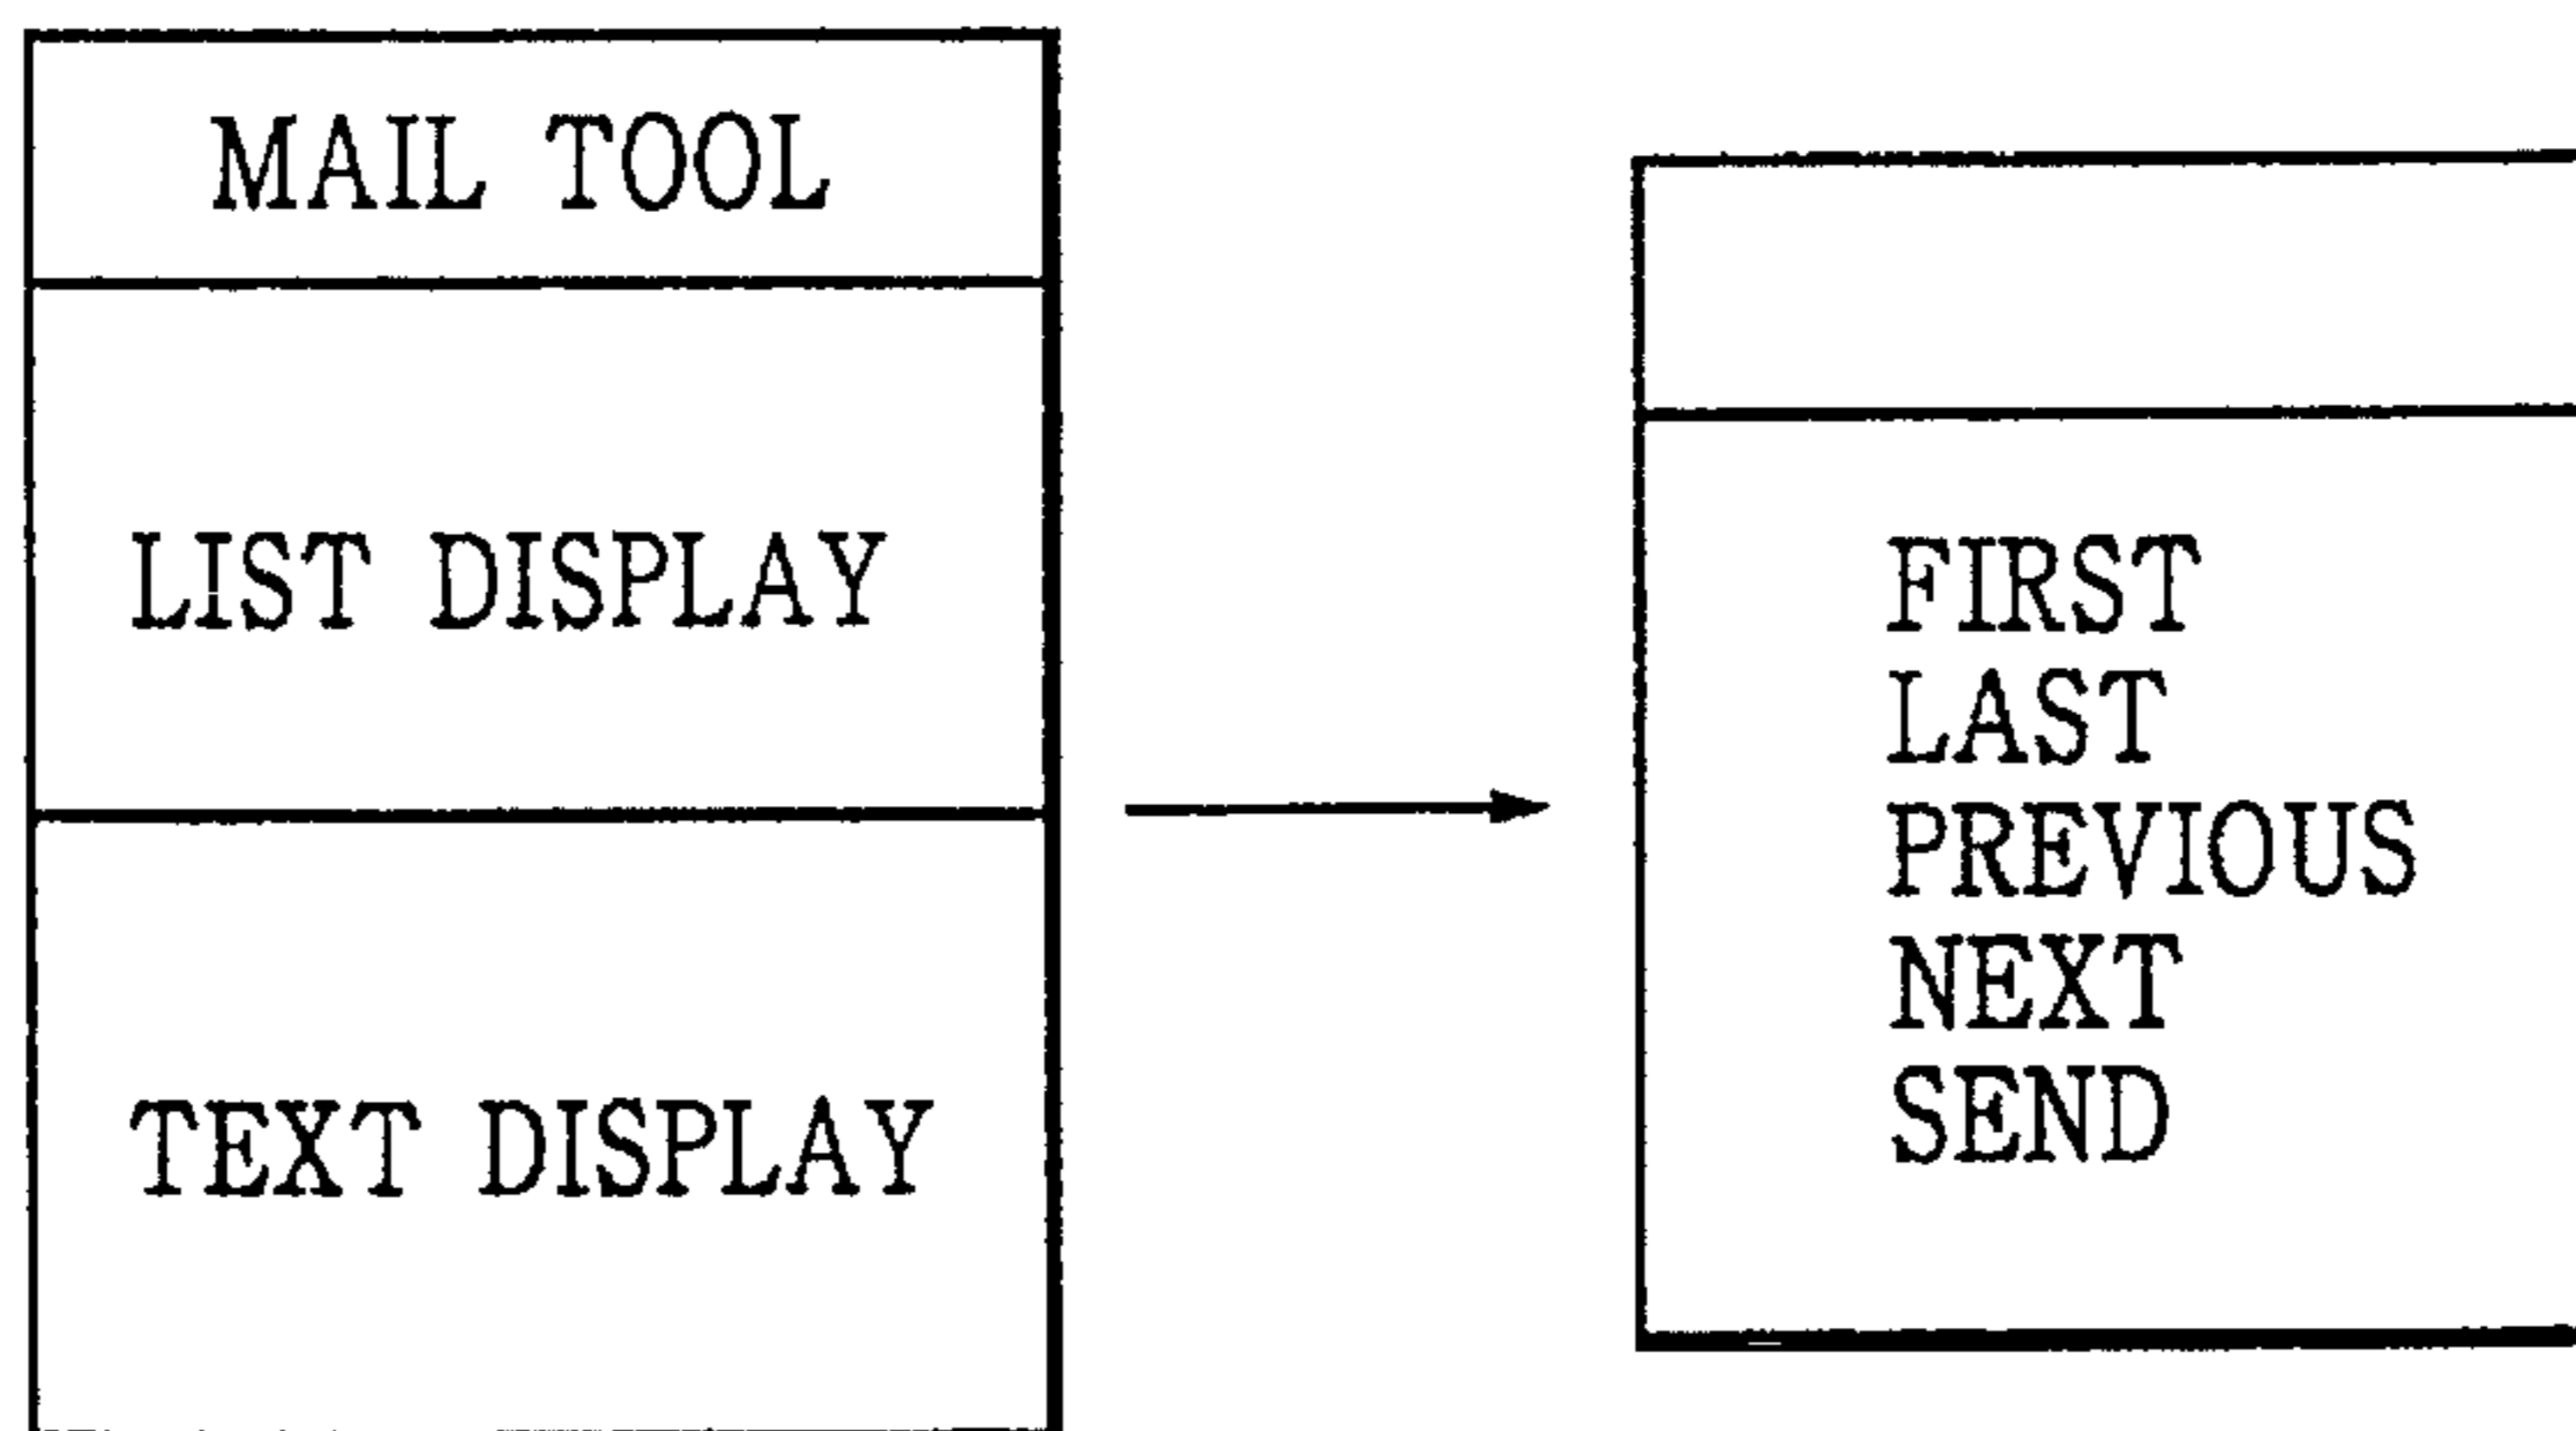 MAIL TOOL
LIST DISPLAY
TEXT DISPLAY
FIRST
LAST
PREVIOUS
NEXT
SEND